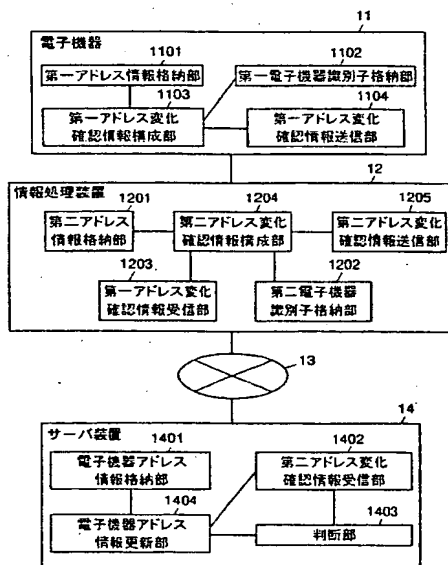 11
電子機器
1101
1102
第一アドレス情報格納部
第一電子機器識別子格納部
1103
1104
第一アドレス変化
確認情報構成部
第一アドレス変化
確認情報送信部
12
情報処理装置
1201
1204
1205
第二アドレス
情報格納部
第二アドレス変化
確認情報構成部
第二アドレス変化
確認情報送信部
1203
1202
第一アドレス変化
確認情報受信部
第二電子機器
識別子格納部
13
14
サーバ装置
1401
1402
電子機器アドレス
情報格納部
第二アドレス変化
確認情報受信部
1404
1403
電子機器アドレス
情報更新部
判断部